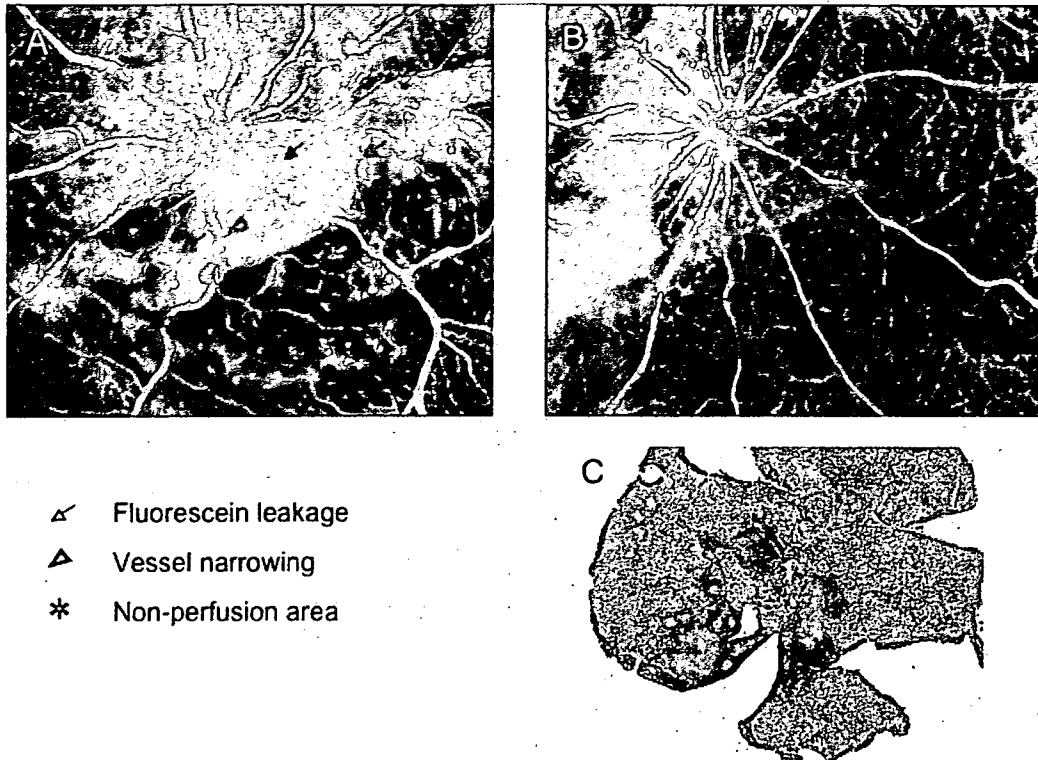 A
B
C
Fluorescein leakage
Vessel narrowing
* Non-perfusion area